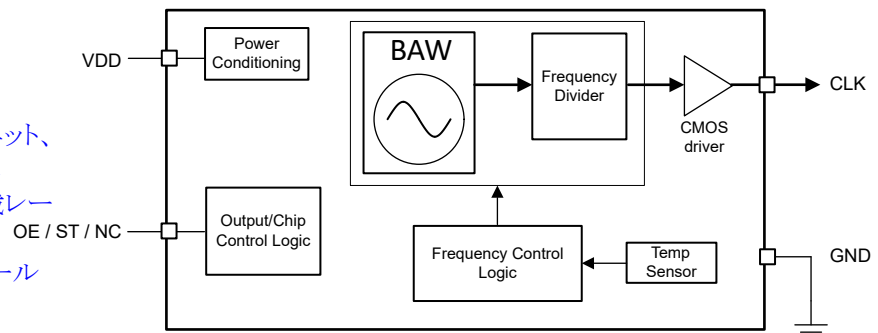 Power
Conditioning
BAW
Frequency
Divider
VDD
CLK
CMOS
driver
ット、
レー
OE / ST / NC
Output/Chip
Control Logic
Frequency Control
Logic
Temp
Sensor
GND
ール